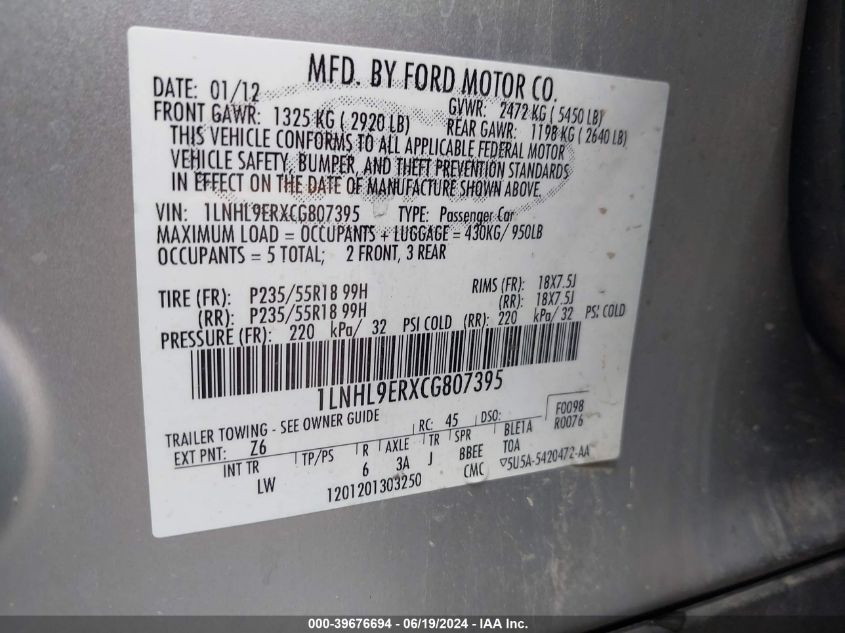 MFD. BY FORD MOTOR CO.
DATE: 01/12 GVWR: 2472 KG ( 5450 LB)
FRONT GAWR: 1325 KG ( 2920 LB) REAR GAWR: 1198 KG ( 2640 LB)
THIS VEHICLE CONFORMS TO ALL APPLICABLE FEDERAL MOTOR
VEHICLE SAFETY, BUMPER, AND THEFT PREVENTION STANDARDS
IN EFFECT ON THE DATE OF MANUFACTURE SHOWN ABOVE.
VIN: 1LNHL9ERXCG807395 TYPE: Passenger Car
MAXIMUM LOAD = OCCUPANTS + LUGGAGE = 430KG/ 950LB
OCCUPANTS = 5 TOTAL; 2 FRONT, 3 REAR
TIRE (FR): P235/55R18 99H RIMS (FR): 18X7.5J
(RR): P235/55R18 99H (RR): 18X7.5J
PRESSURE (FR): 220 kPa/ 32 PSI COLD (RR): 220 kPa/ 32 PSI COLD
1LNHL9ERXCG807395
TRAILER TOWING - SEE OWNER GUIDE RC: 45 DSO: F0098
EXT PNT: Z6 R0076
INT TR TP/PS R AXLE TR SPR BLE1A
LW 6 3A J BBEE TOA
CMC ▽5U5A-5420472-AA
1201201303250
000-39676694 / 06/19/2024 - IAA Inc.